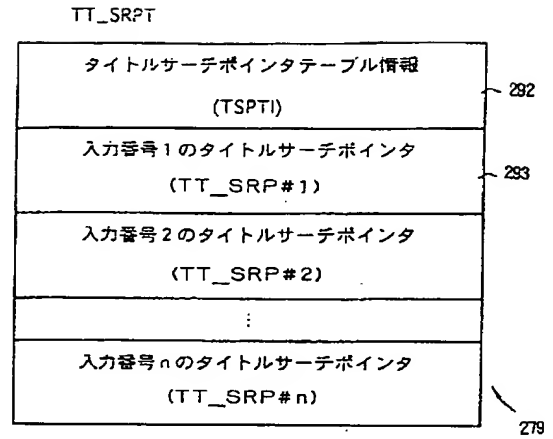 TT_SRPT
タイトルサーチポインタテーブル情報
(TSPTI)
292
入力番号1のタイトルサーチポインタ
(TT_SRP#1)
293
入力番号2のタイトルサーチポインタ
(TT_SRP#2)
⋮
入力番号nのタイトルサーチポインタ
(TT_SRP#n)
279